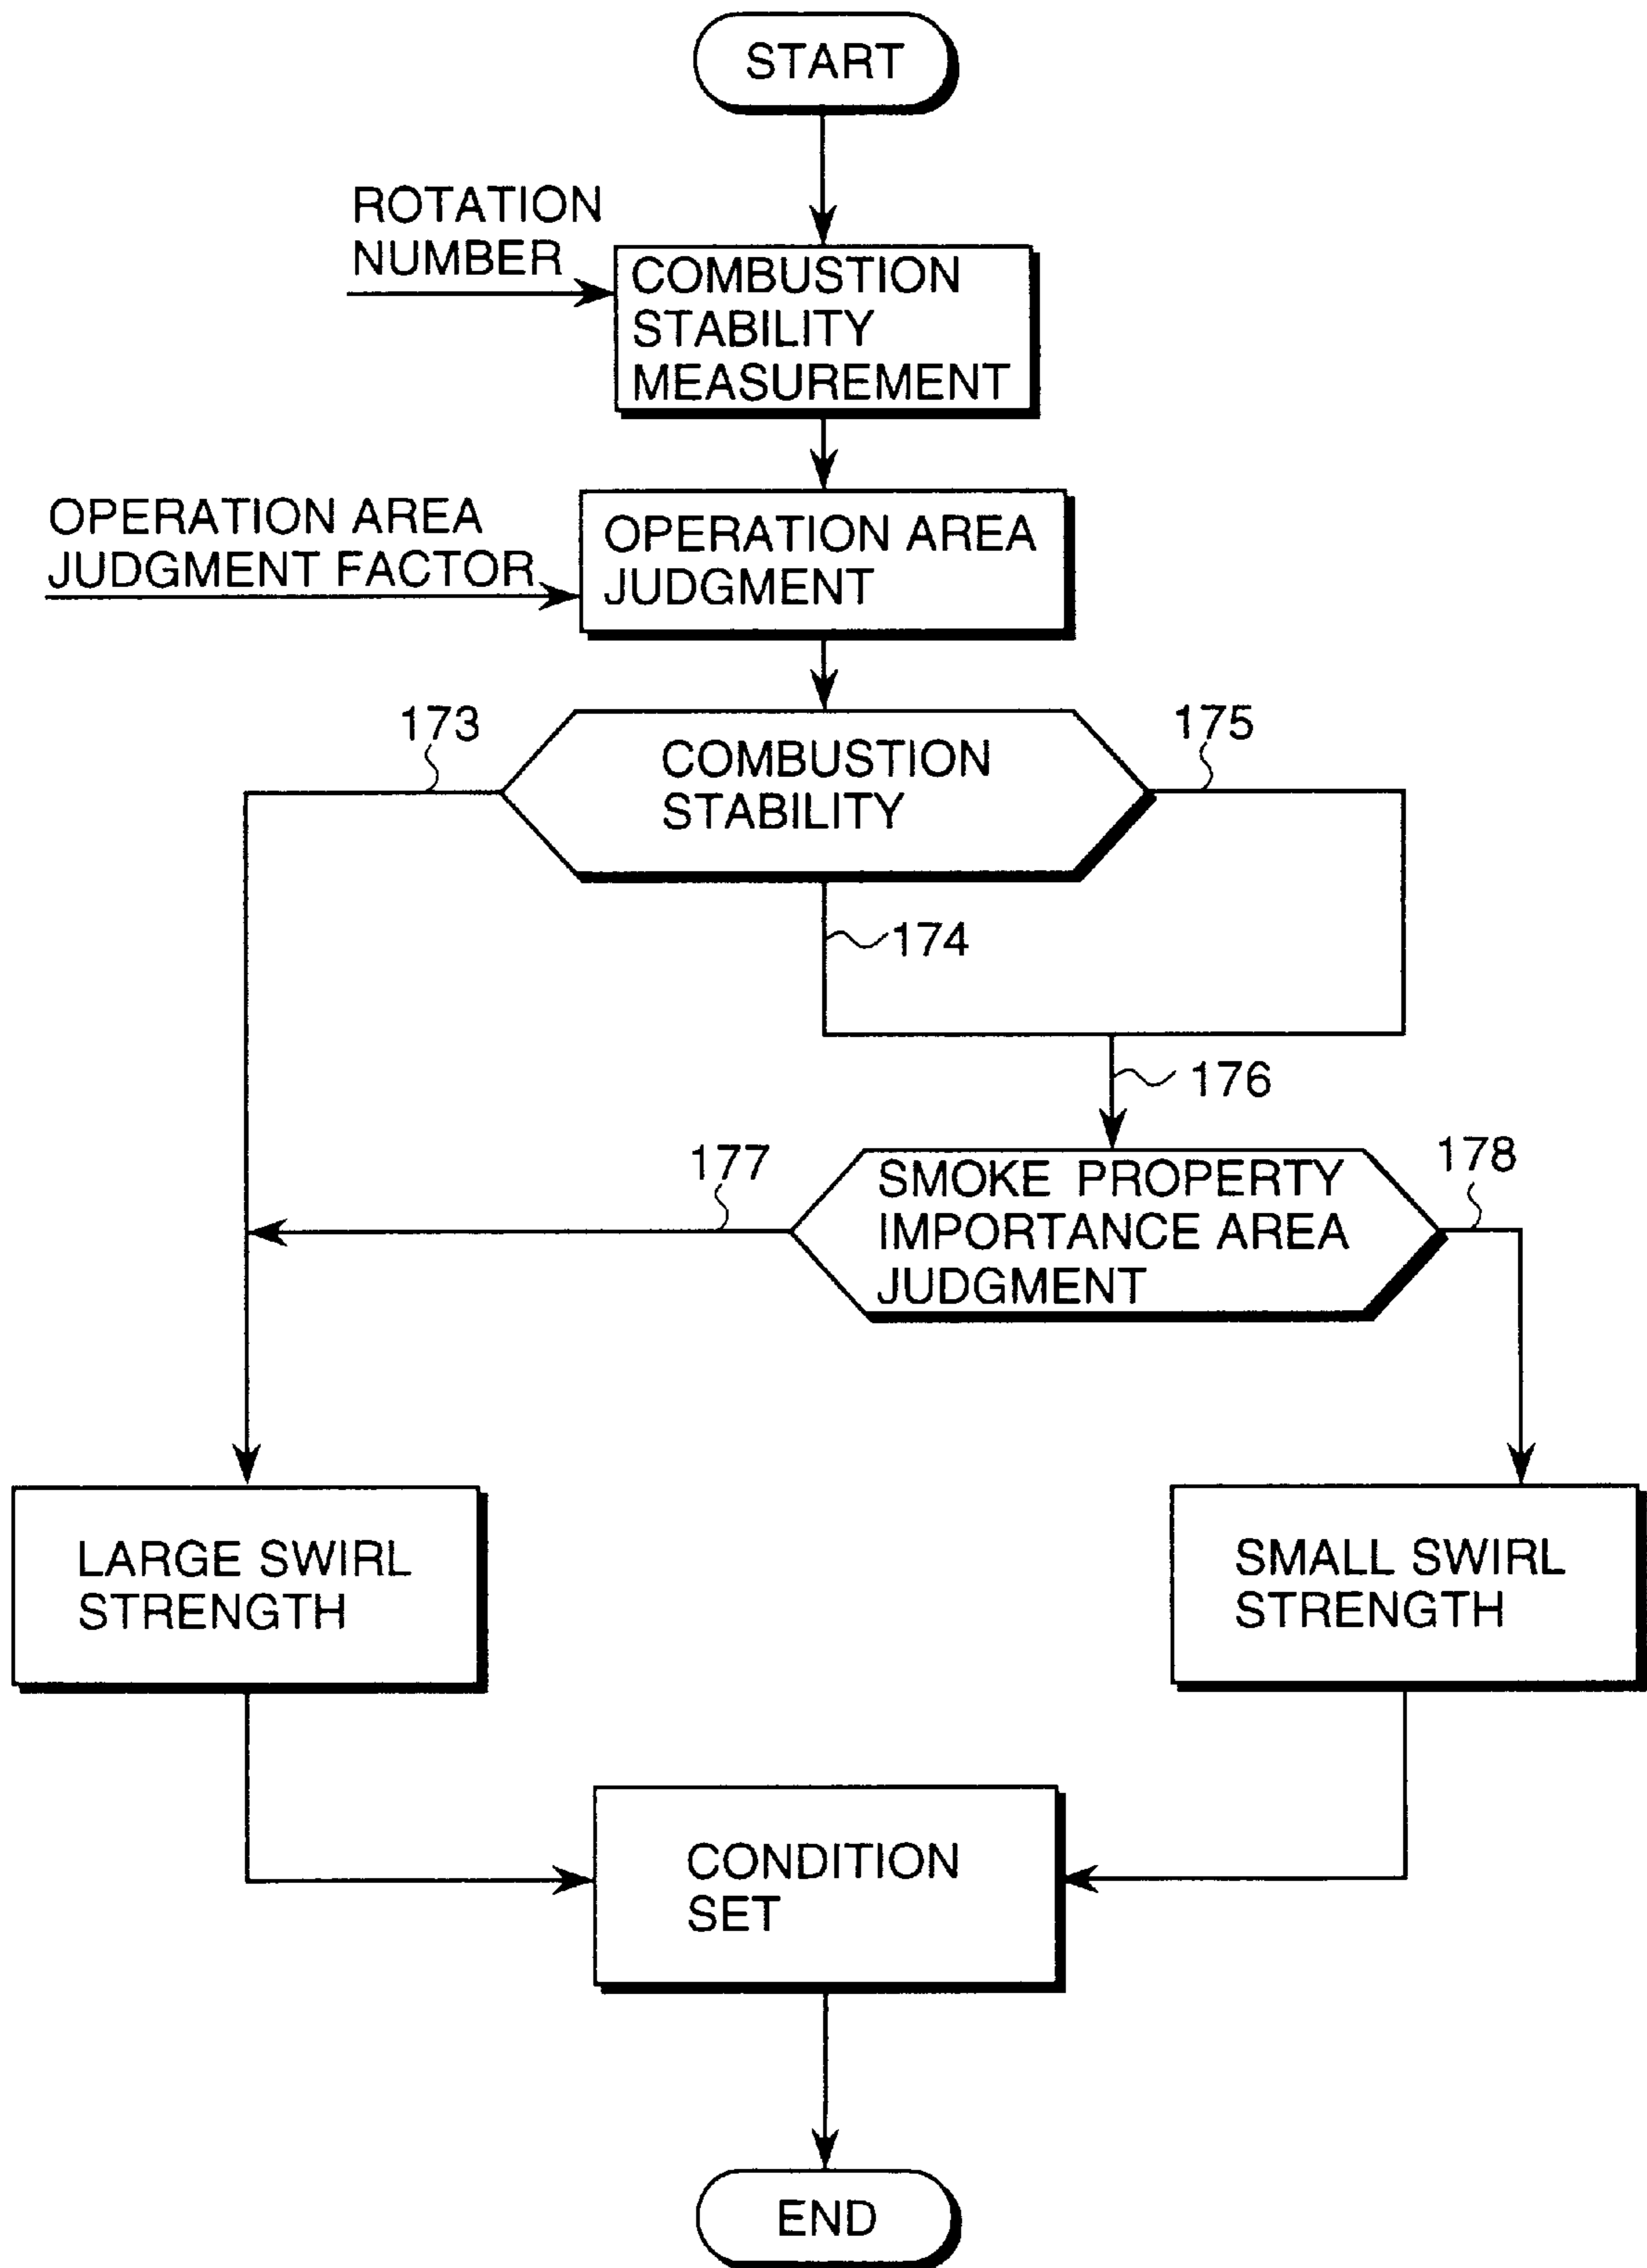 START
ROTATION
NUMBER
COMBUSTION
STABILITY
MEASUREMENT
OPERATION AREA
JUDGMENT FACTOR
OPERATION AREA
JUDGMENT
173
COMBUSTION
STABILITY
175
174
176
177
SMOKE PROPERTY
IMPORTANCE AREA
JUDGMENT
178
LARGE SWIRL
STRENGTH
SMALL SWIRL
STRENGTH
CONDITION
SET
END